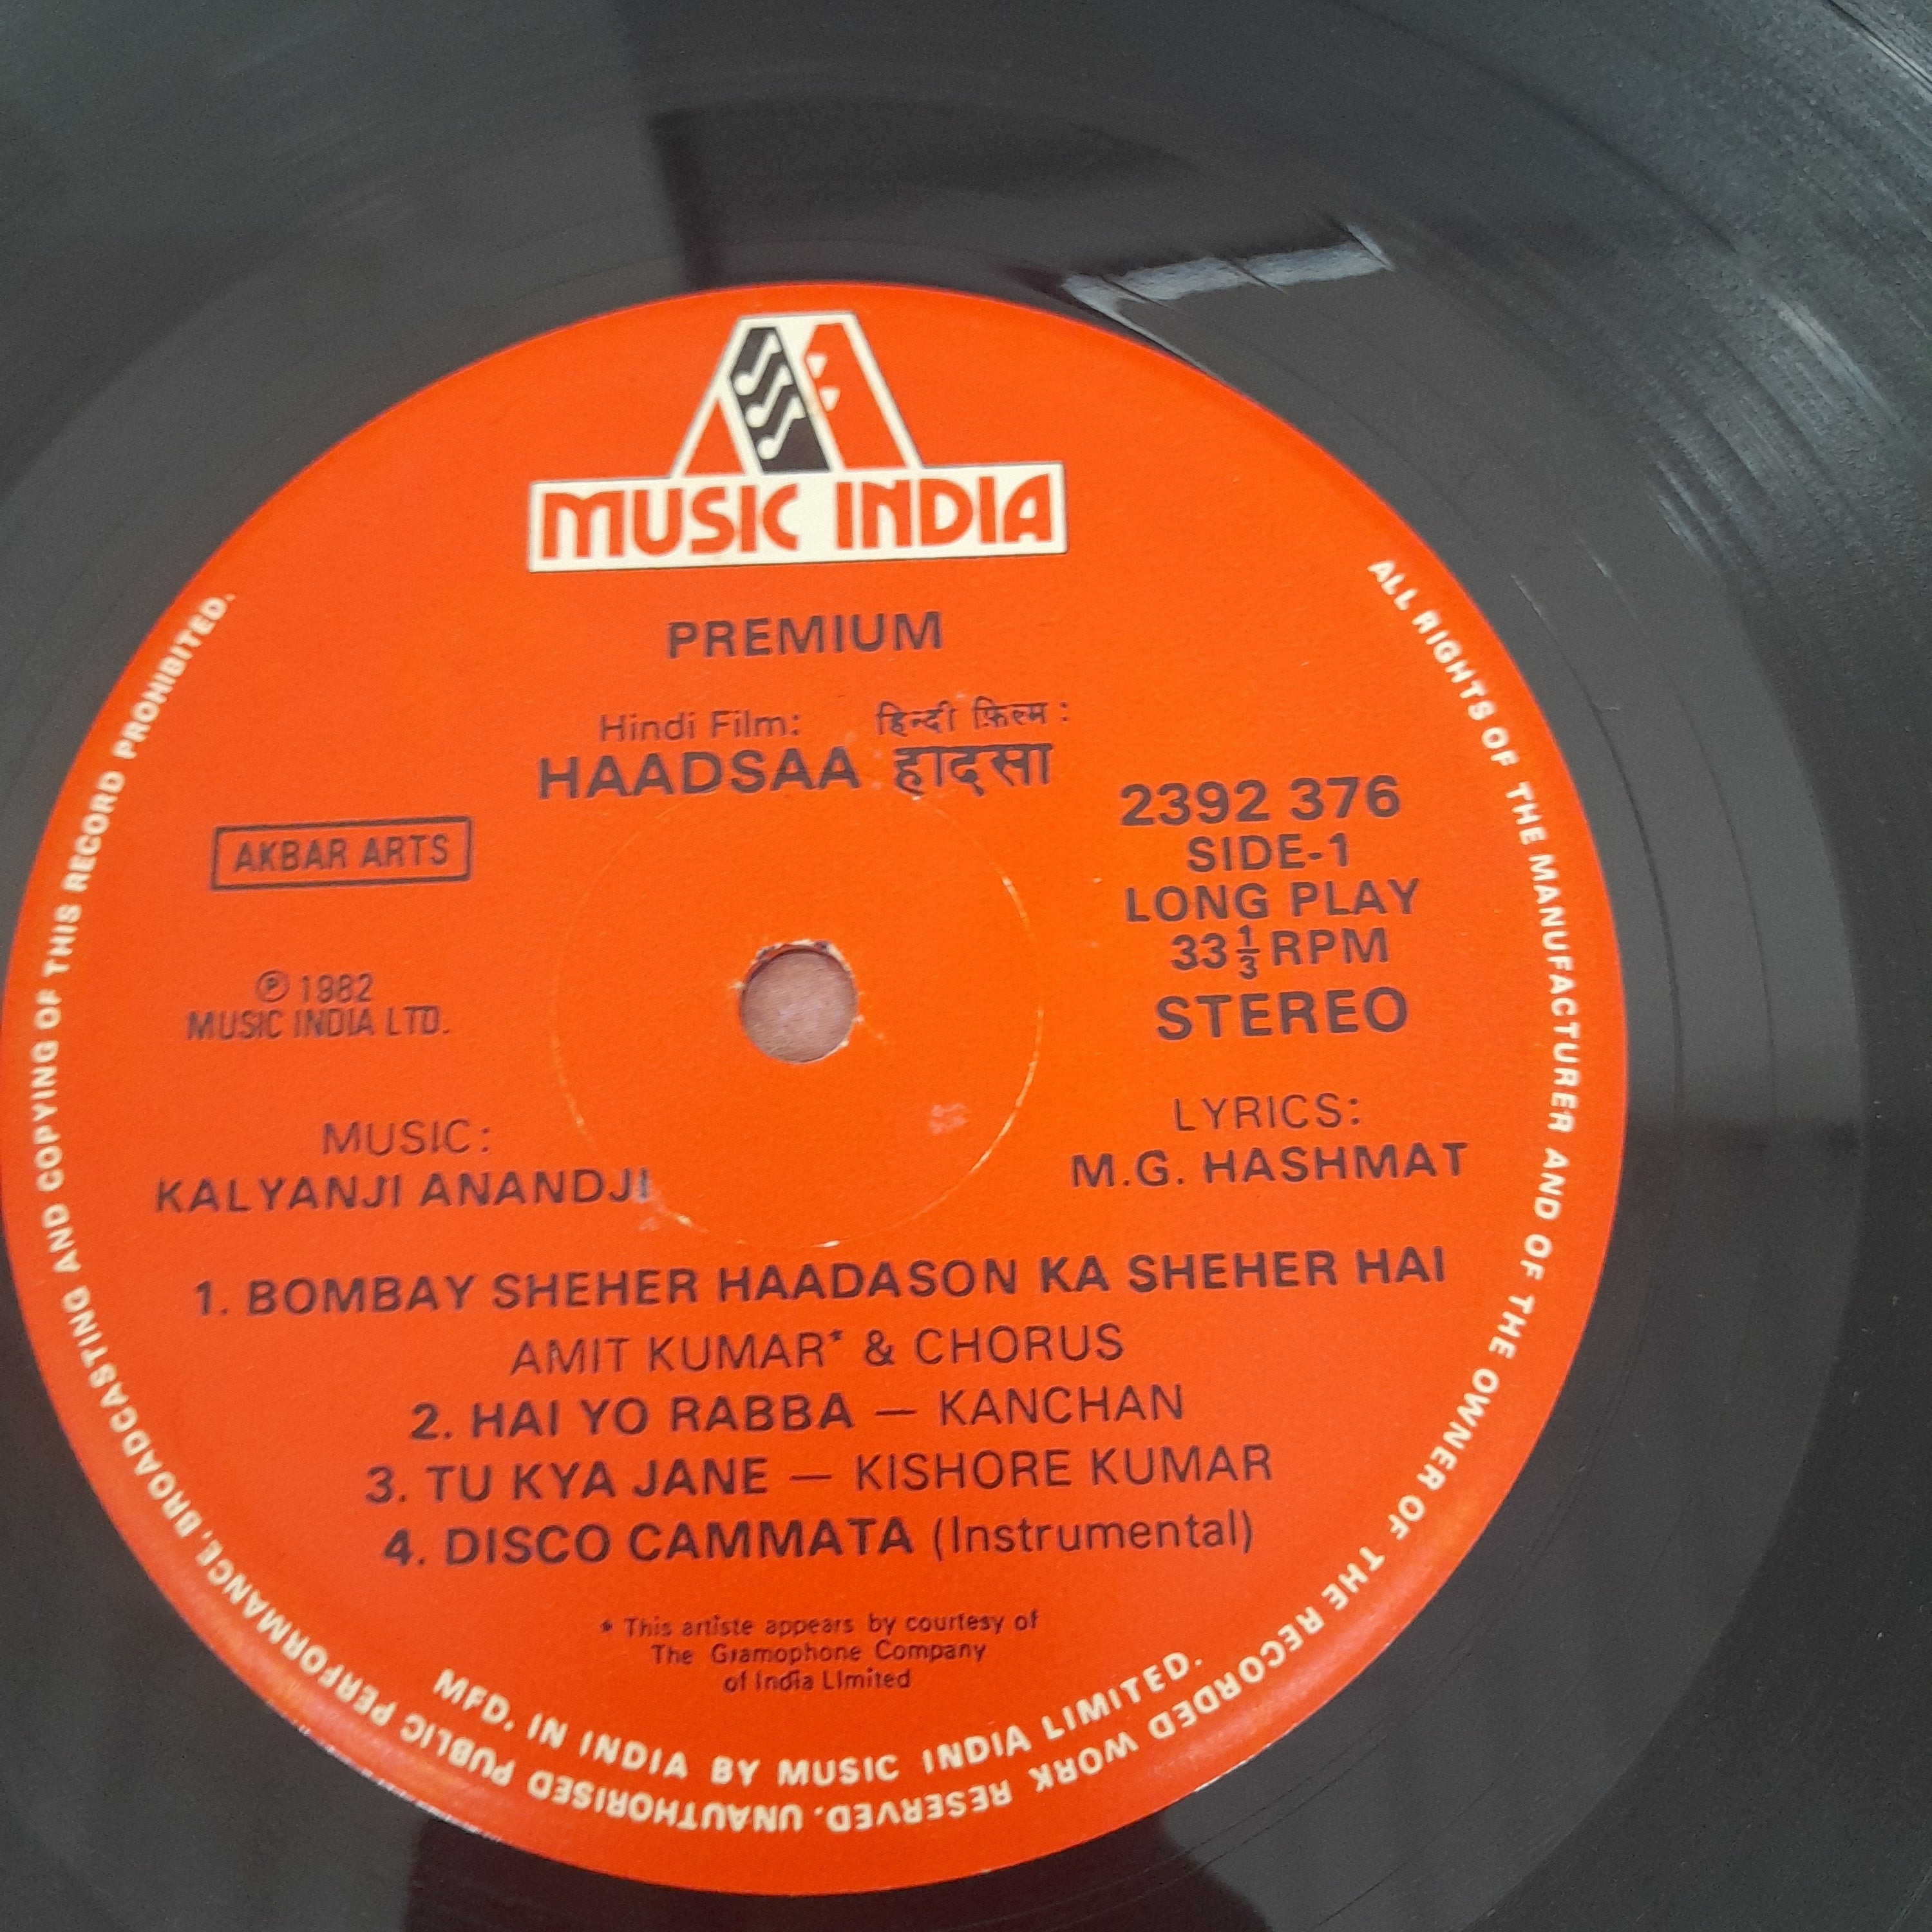 MUSIC INDIA
PREMIUM
Hindi Film: हिन्दी फ़िल्म :
HAADSAA हादसा
AKBAR ARTS
2392 376
SIDE-1
LONG PLAY
33 1/3 RPM
STEREO
℗ 1982
MUSIC INDIA LTD.
MUSIC:
KALYANJI ANANDJI
LYRICS:
M.G. HASHMAT
1. BOMBAY SHEHER HAADASON KA SHEHER HAI
AMIT KUMAR* & CHORUS
2. HAI YO RABBA — KANCHAN
3. TU KYA JANE — KISHORE KUMAR
4. DISCO CAMMATA (Instrumental)
* This artiste appears by courtesy of
The Gramophone Company
of India Limited
MFD. IN INDIA BY MUSIC INDIA LIMITED.
ALL RIGHTS OF THE MANUFACTURER AND OF THE OWNER OF THE RECORDED WORK RESERVED. UNAUTHORISED PUBLIC PERFORMANCE, BROADCASTING AND COPYING OF THIS RECORD PROHIBITED.